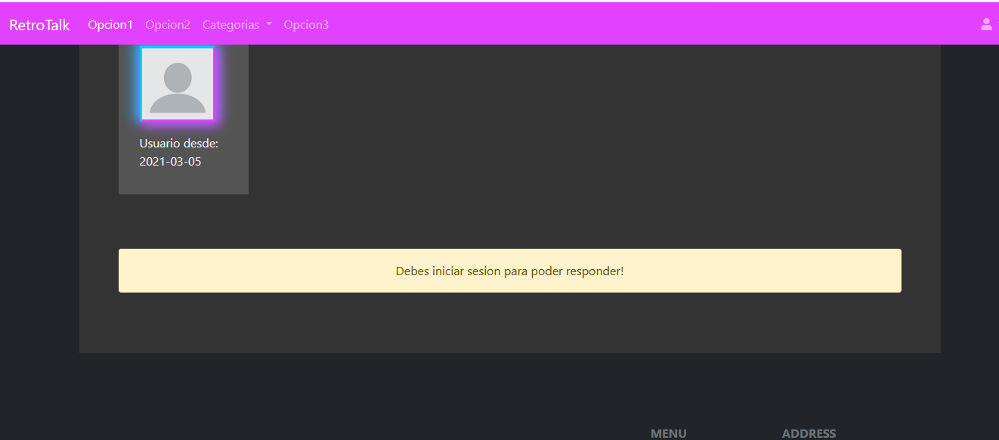 RetroTalk Opcion1 Opcion2 Categorias Opcion3
Usuario desde:
2021-03-05
Debes iniciar sesion para poder responder!
MENU ADDRESS